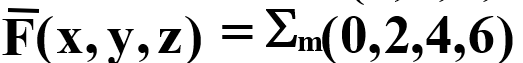 F̅(x,y,z) = Σm(0,2,4,6)